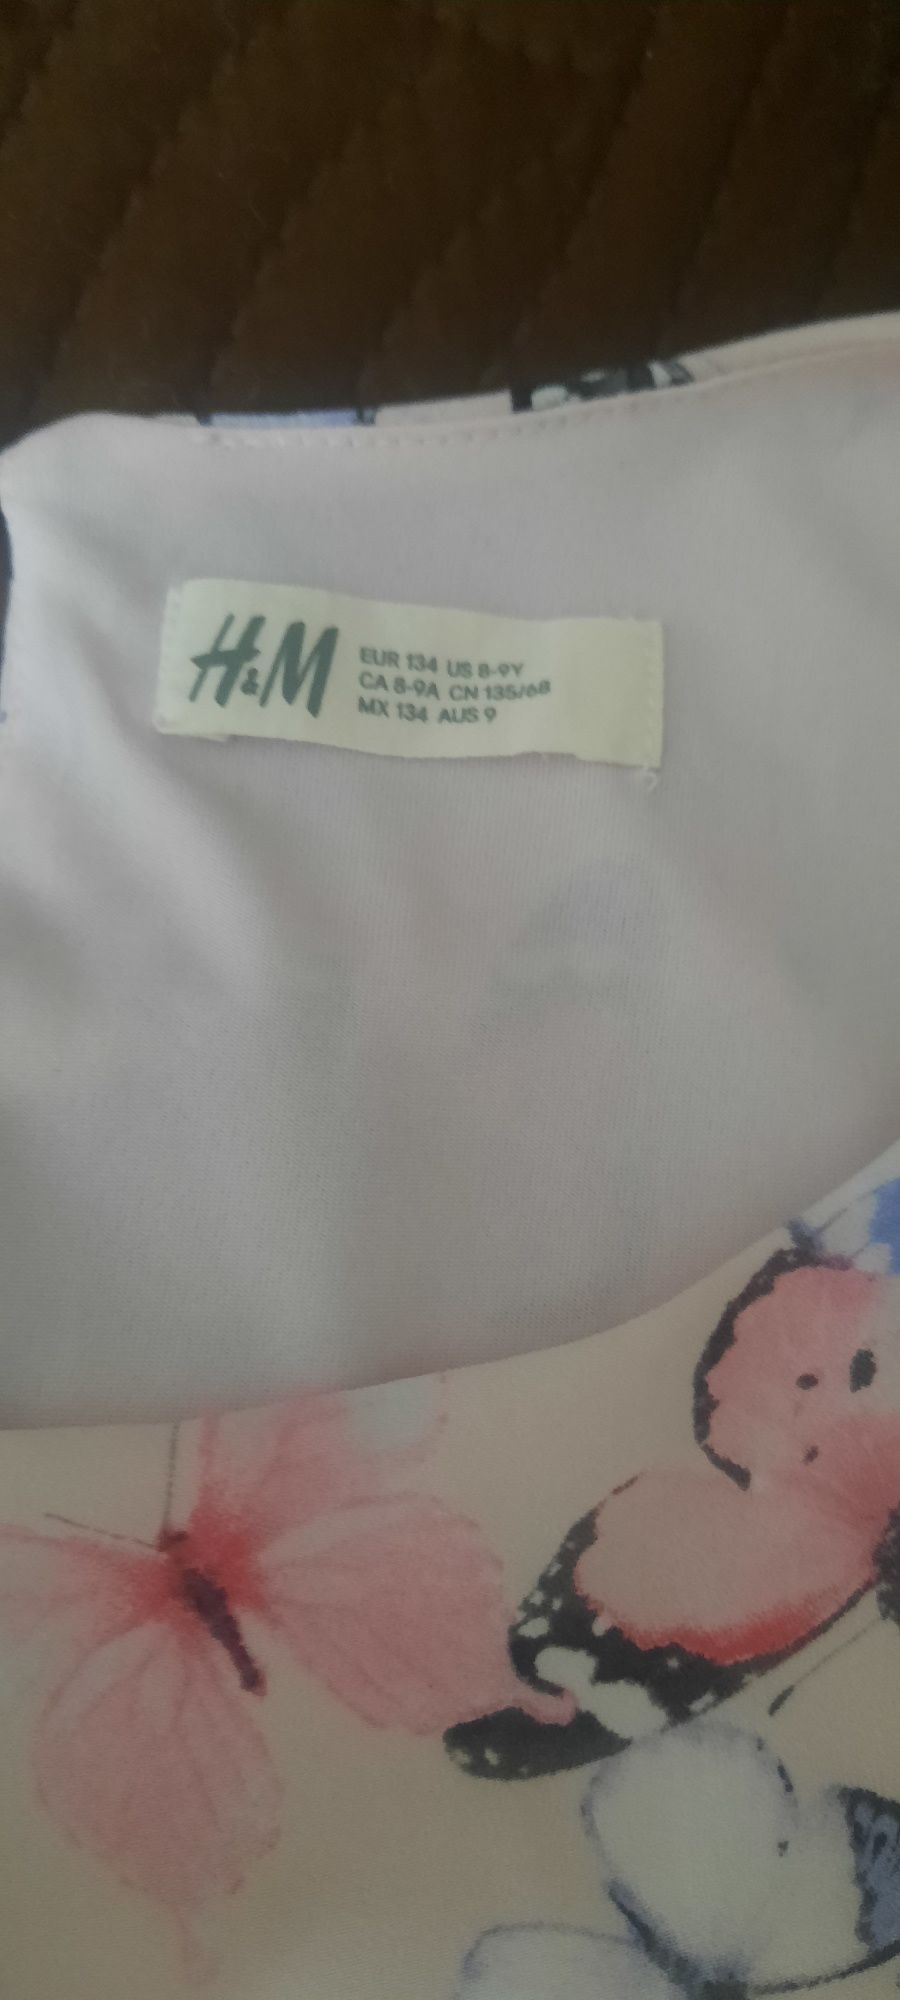 H&M
EUR 134 US 8-9Y
CA 8-9A CN 135/68
MX 134 AUS 9